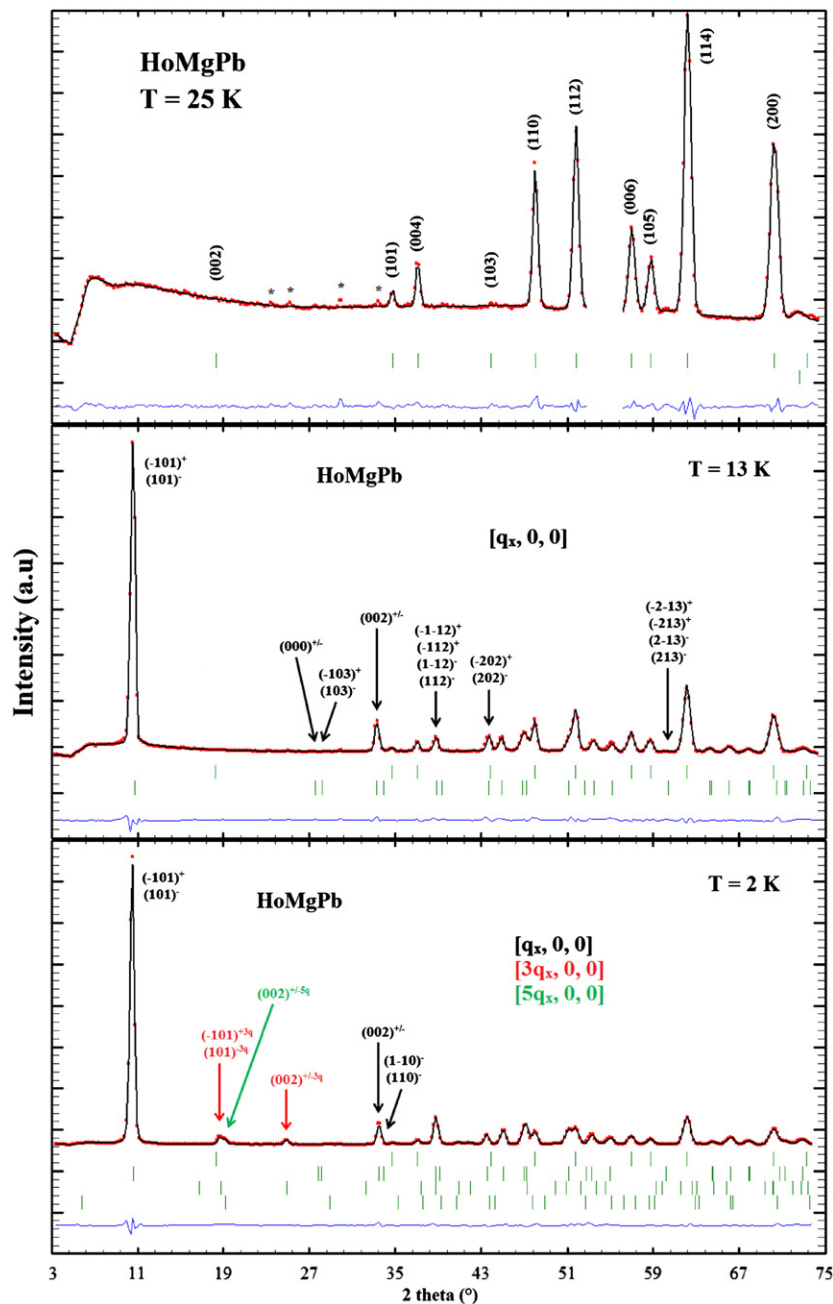 HoMgPb
T = 25 K
(002)
*
*
*
*
(101)
(004)
(103)
(110)
(112)
(006)
(105)
(114)
(200)
HoMgPb
T = 13 K
[qₓ, 0, 0]
(-101)⁺
(101)⁻
(000)⁺/⁻
(-103)⁺
(103)⁻
(002)⁺/⁻
(-1-12)⁺
(-112)⁺
(1-12)⁻
(112)⁻
(-202)⁺
(202)⁻
(-2-13)⁺
(-213)⁺
(2-13)⁻
(213)⁻
Intensity (a.u)
HoMgPb
T = 2 K
[qₓ, 0, 0]
[3qₓ, 0, 0]
[5qₓ, 0, 0]
(-101)⁺
(101)⁻
(-101)⁺³q
(101)⁻³q
(002)⁺/⁻⁵q
(002)⁺/⁻³q
(002)⁺/⁻
(1-10)⁻
(110)⁻
3 11 19 27 35 43 51 59 67 75
2 theta (°)